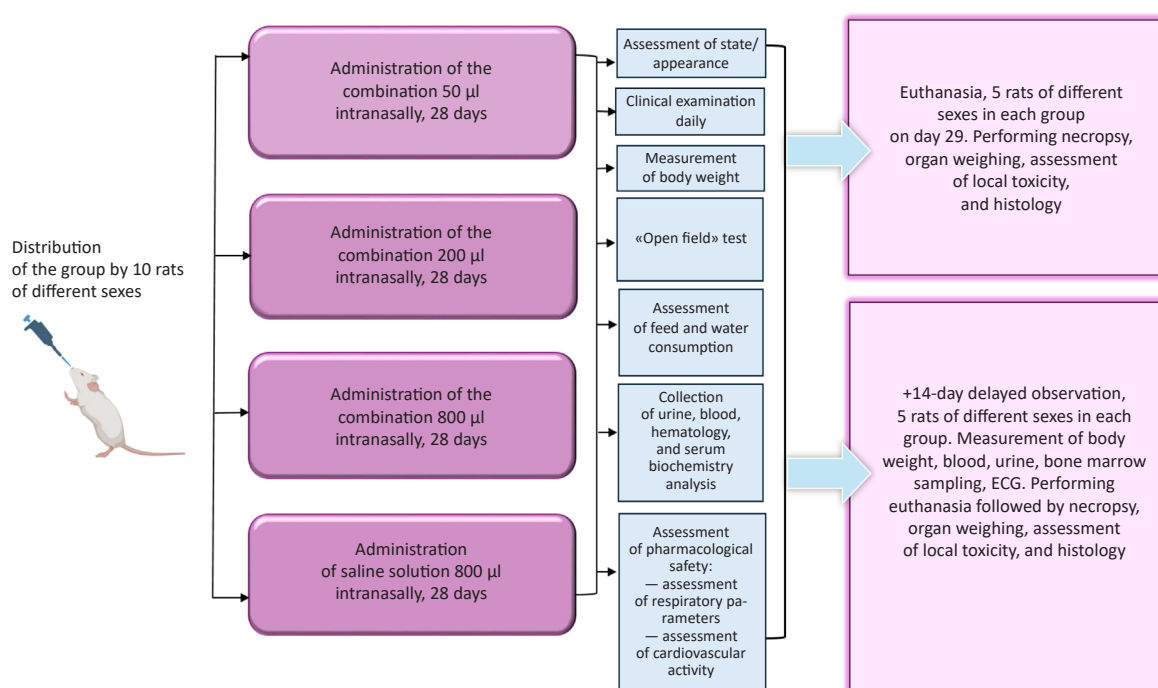 Distribution
of the group by 10 rats
of different sexes
Administration of the
combination 50 µl
intranasally, 28 days
Administration of the
combination 200 µl
intranasally, 28 days
Administration of the
combination 800 µl
intranasally, 28 days
Administration
of saline solution 800 µl
intranasally, 28 days
Assessment of state/
appearance
Clinical examination
daily
Measurement
of body weight
«Open field» test
Assessment
of feed and water
consumption
Collection
of urine, blood,
hematology,
and serum
biochemistry
analysis
Assessment
of pharmacological
safety:
— assessment
of respiratory pa-
rameters
— assessment
of cardiovascular
activity
Euthanasia, 5 rats of different
sexes in each group
on day 29. Performing necropsy,
organ weighing, assessment
of local toxicity,
and histology
+14-day delayed observation,
5 rats of different sexes in each
group. Measurement of body
weight, blood, urine, bone marrow
sampling, ECG. Performing
euthanasia followed by necropsy,
organ weighing, assessment
of local toxicity, and histology